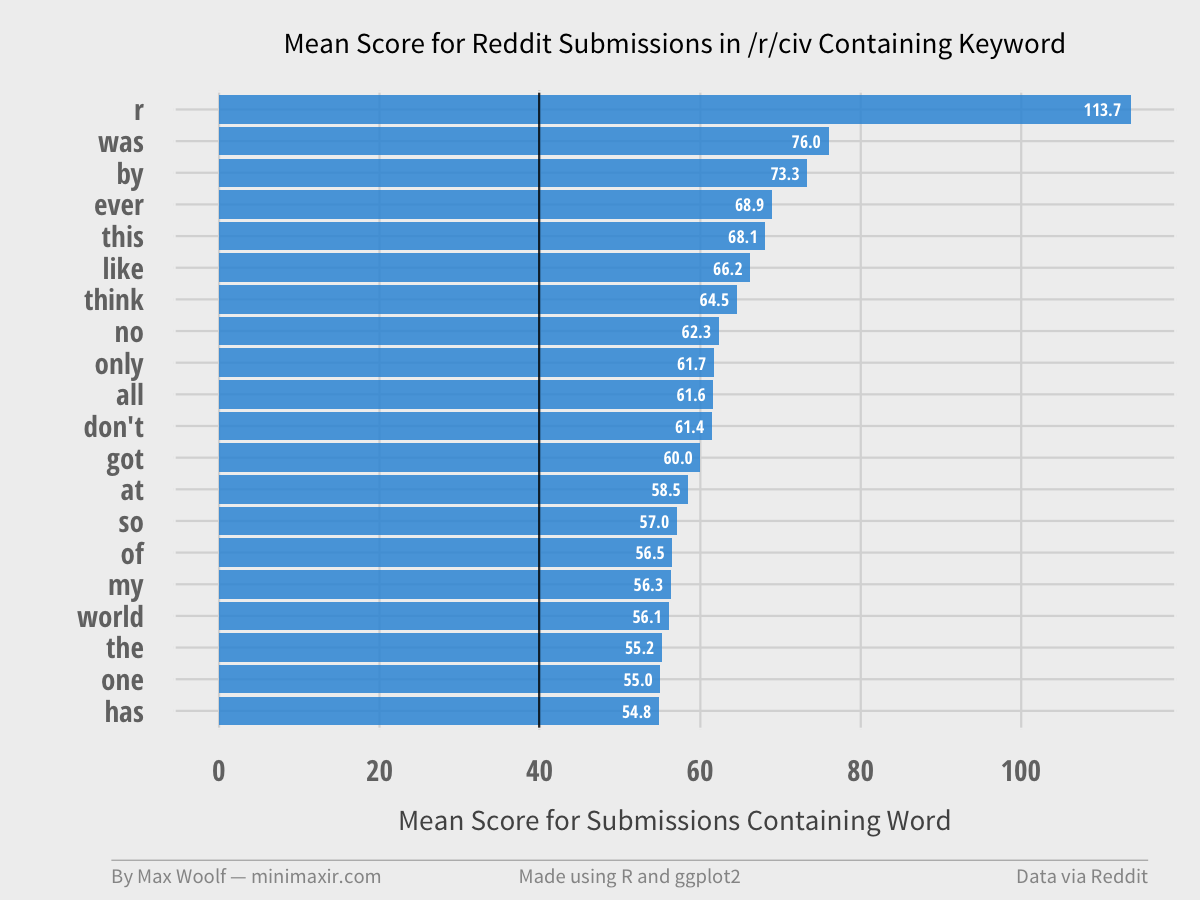 Mean Score for Reddit Submissions in /r/civ Containing Keyword
r 113.7
was 76.0
by 73.3
ever 68.9
this 68.1
like 66.2
think 64.5
no 62.3
only 61.7
all 61.6
don't 61.4
got 60.0
at 58.5
so 57.0
of 56.5
my 56.3
world 56.1
the 55.2
one 55.0
has 54.8
0 20 40 60 80 100
Mean Score for Submissions Containing Word
By Max Woolf — minimaxir.com Made using R and ggplot2 Data via Reddit